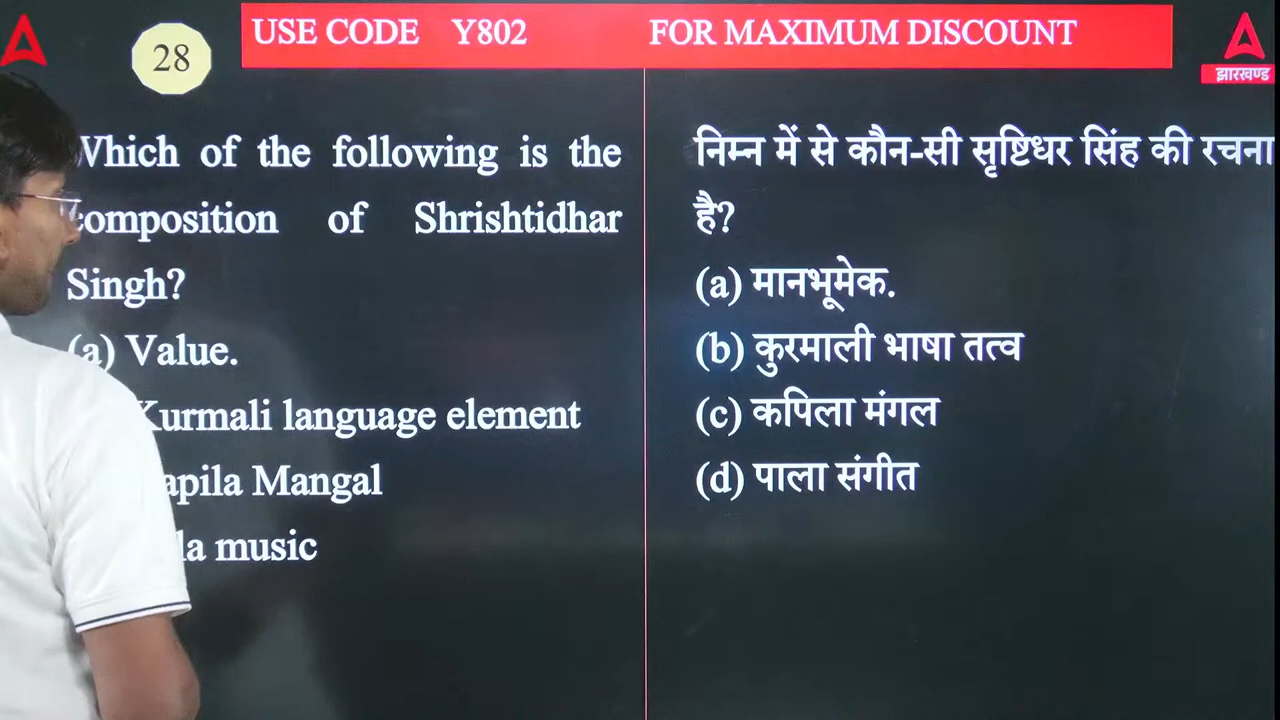 USE CODE Y802 FOR MAXIMUM DISCOUNT
28
झारखण्ड
Which of the following is the
composition of Shrishtidhar
Singh?
(a) Value.
Kurmali language element
apila Mangal
la music
निम्न में से कौन-सी सृष्टिधर सिंह की रचना
है?
(a) मानभूमेक.
(b) कुरमाली भाषा तत्व
(c) कपिला मंगल
(d) पाला संगीत